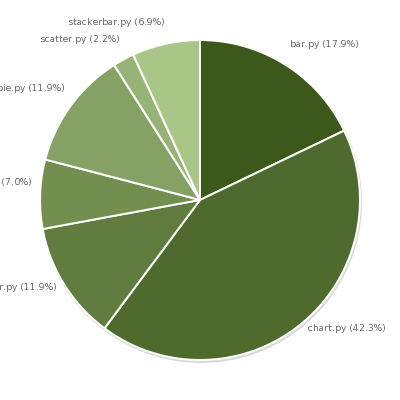 stackerbar.py (6.9%)
scatter.py (2.2%)
bar.py (17.9%)
pie.py (11.9%)
(7.0%)
r.py (11.9%)
chart.py (42.3%)